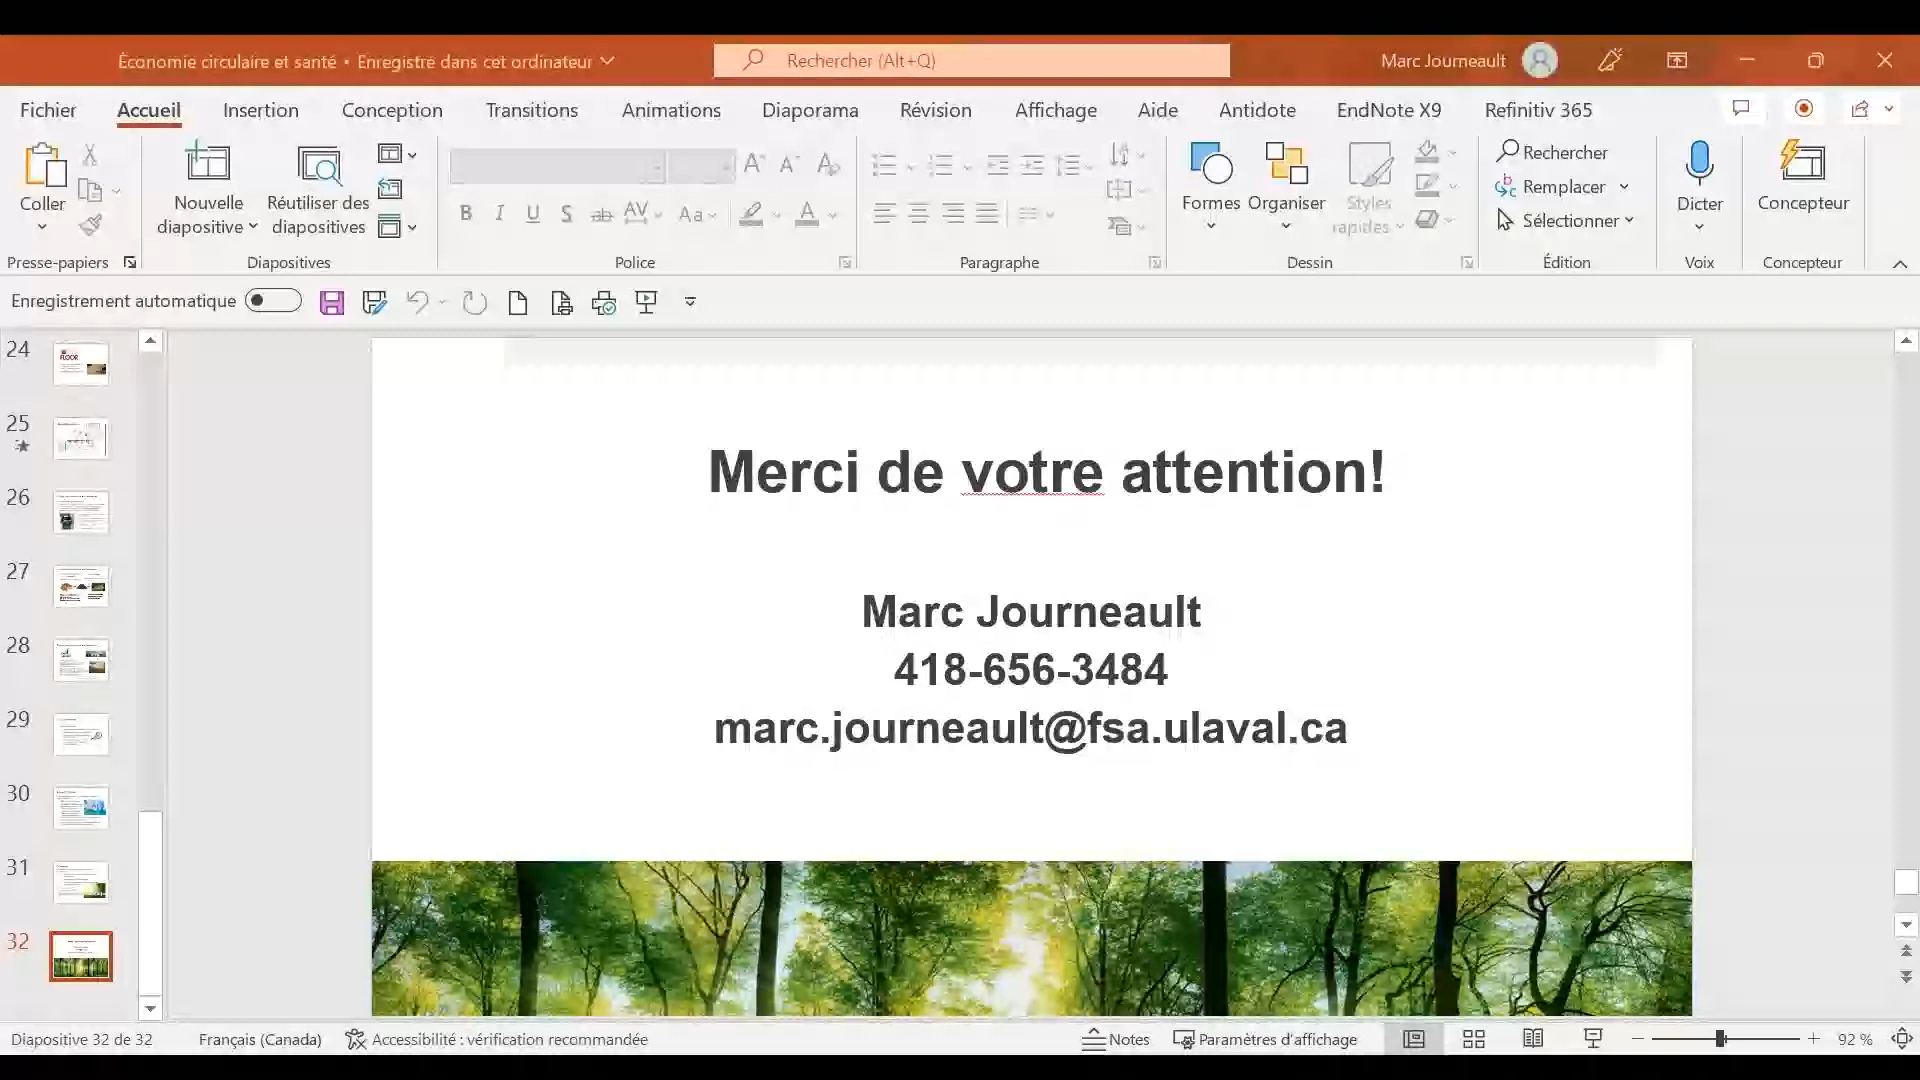 Économie circulaire et santé • Enregistré dans cet ordinateur
Rechercher (Alt+Q)
Marc Journeault
Fichier Accueil Insertion Conception Transitions Animations Diaporama Révision Affichage Aide Antidote EndNote X9 Refinitiv 365
Coller
Nouvelle diapositive
Réutiliser des diapositives
Formes
Organiser
Styles rapides
Rechercher
Remplacer
Sélectionner
Dicter
Concepteur
Presse-papiers Diapositives Police Paragraphe Dessin Édition Voix Concepteur
Enregistrement automatique
24
FLOOR
25
26
27
28
29
30
31
32
Merci de votre attention!
Marc Journeault
418-656-3484
marc.journeault@fsa.ulaval.ca
Diapositive 32 de 32 Français (Canada) Accessibilité : vérification recommandée Notes Paramètres d'affichage 92 %